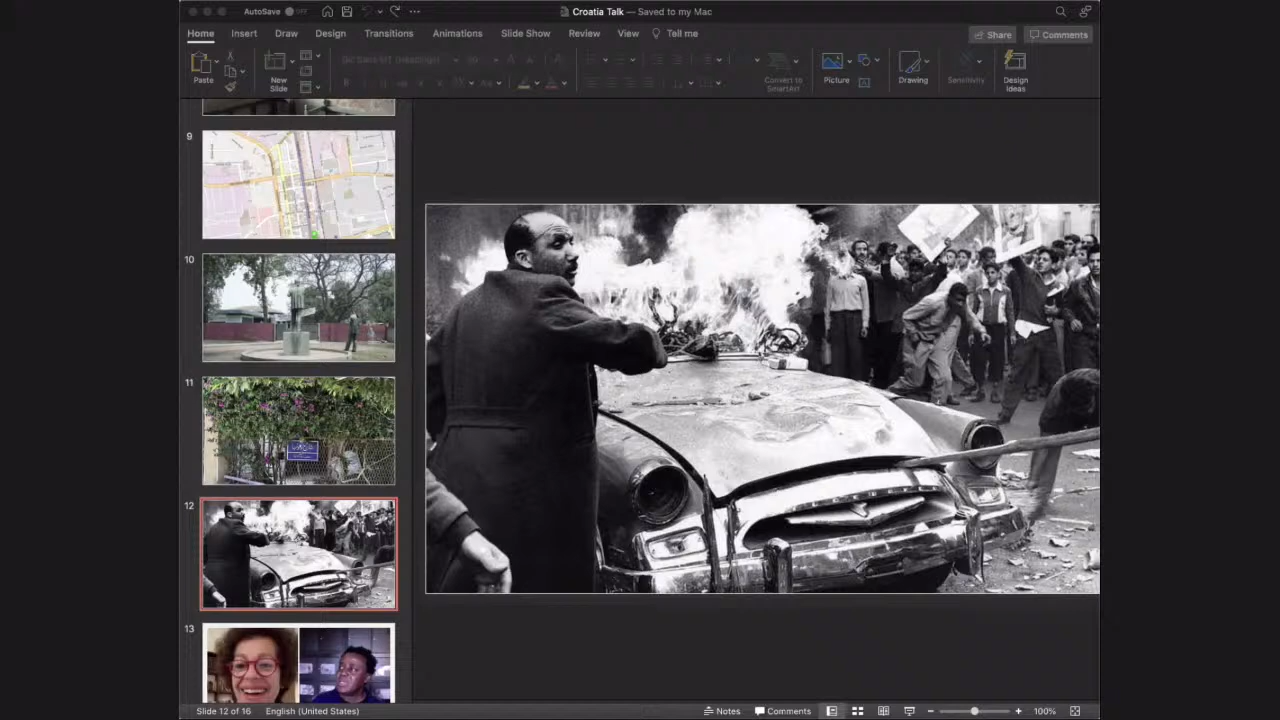 AutoSave OFF
Croatia Talk — Saved to my Mac
Home Insert Draw Design Transitions Animations Slide Show Review View Tell me
Share Comments
Paste
New
Slide
Convert to
SmartArt
Picture
Drawing
Sensitivity
Design
Ideas
9
10
11
12
13
Slide 12 of 16 English (United States)
Notes Comments 100%